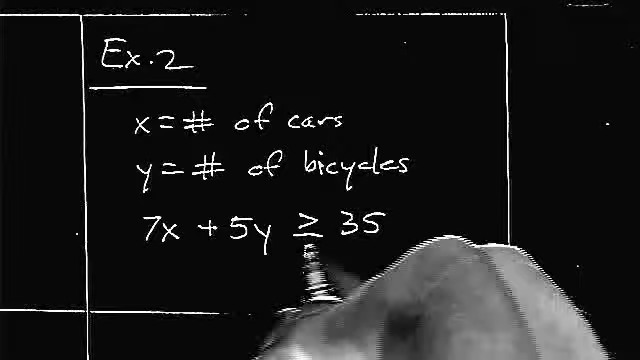 Ex.2
x = # of cars
y = # of bicycles
7x + 5y ≥ 35